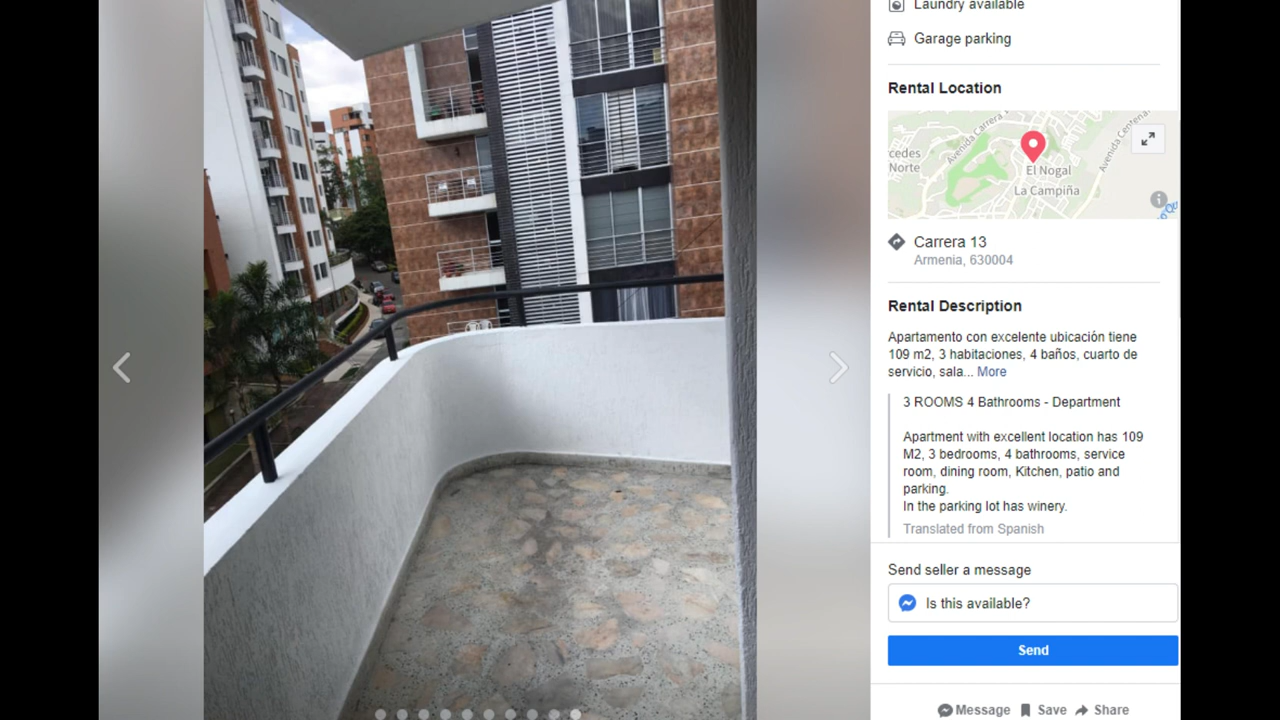 Laundry available
Garage parking
Rental Location
Avenida Carrera 1
Avenida Centena
cedes
Norte
El Nogal
La Campiña
Carrera 13
Armenia, 630004
Rental Description
Apartamento con excelente ubicación tiene
109 m2, 3 habitaciones, 4 baños, cuarto de
servicio, sala... More
3 ROOMS 4 Bathrooms - Department
Apartment with excellent location has 109
M2, 3 bedrooms, 4 bathrooms, service
room, dining room, Kitchen, patio and
parking.
In the parking lot has winery.
Translated from Spanish
Send seller a message
Is this available?
Send
Message Save Share